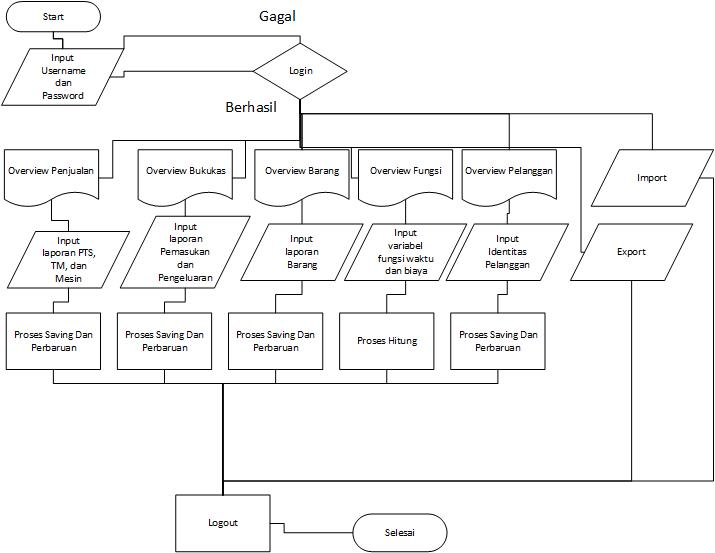 Start
Gagal
Input
Username
dan
Password
Login
Berhasil
Overview Penjualan
Overview Bukukas
Overview Barang
Overview Fungsi
Overview Pelanggan
Import
Input
laporan PTS,
TM, dan
Mesin
Input
laporan
Pemasukan
dan
Pengeluaran
Input
laporan
Barang
Input
variabel
fungsi waktu
dan biaya
Input
Identitas
Pelanggan
Export
Proses Saving Dan
Perbaruan
Proses Saving Dan
Perbaruan
Proses Saving Dan
Perbaruan
Proses Hitung
Proses Saving Dan
Perbaruan
Logout
Selesai